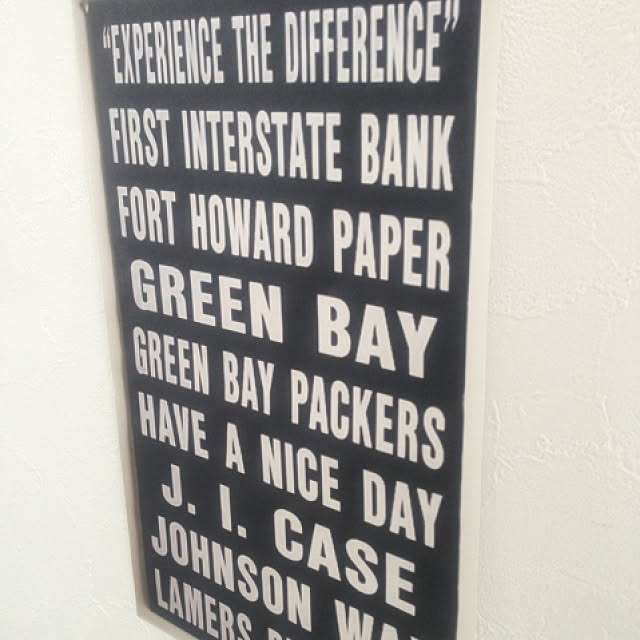 "EXPERIENCE THE DIFFERENCE"
FIRST INTERSTATE BANK
FORT HOWARD PAPER
GREEN BAY
GREEN BAY PACKERS
HAVE A NICE DAY
J. I. CASE
JOHNSON
LAMERS